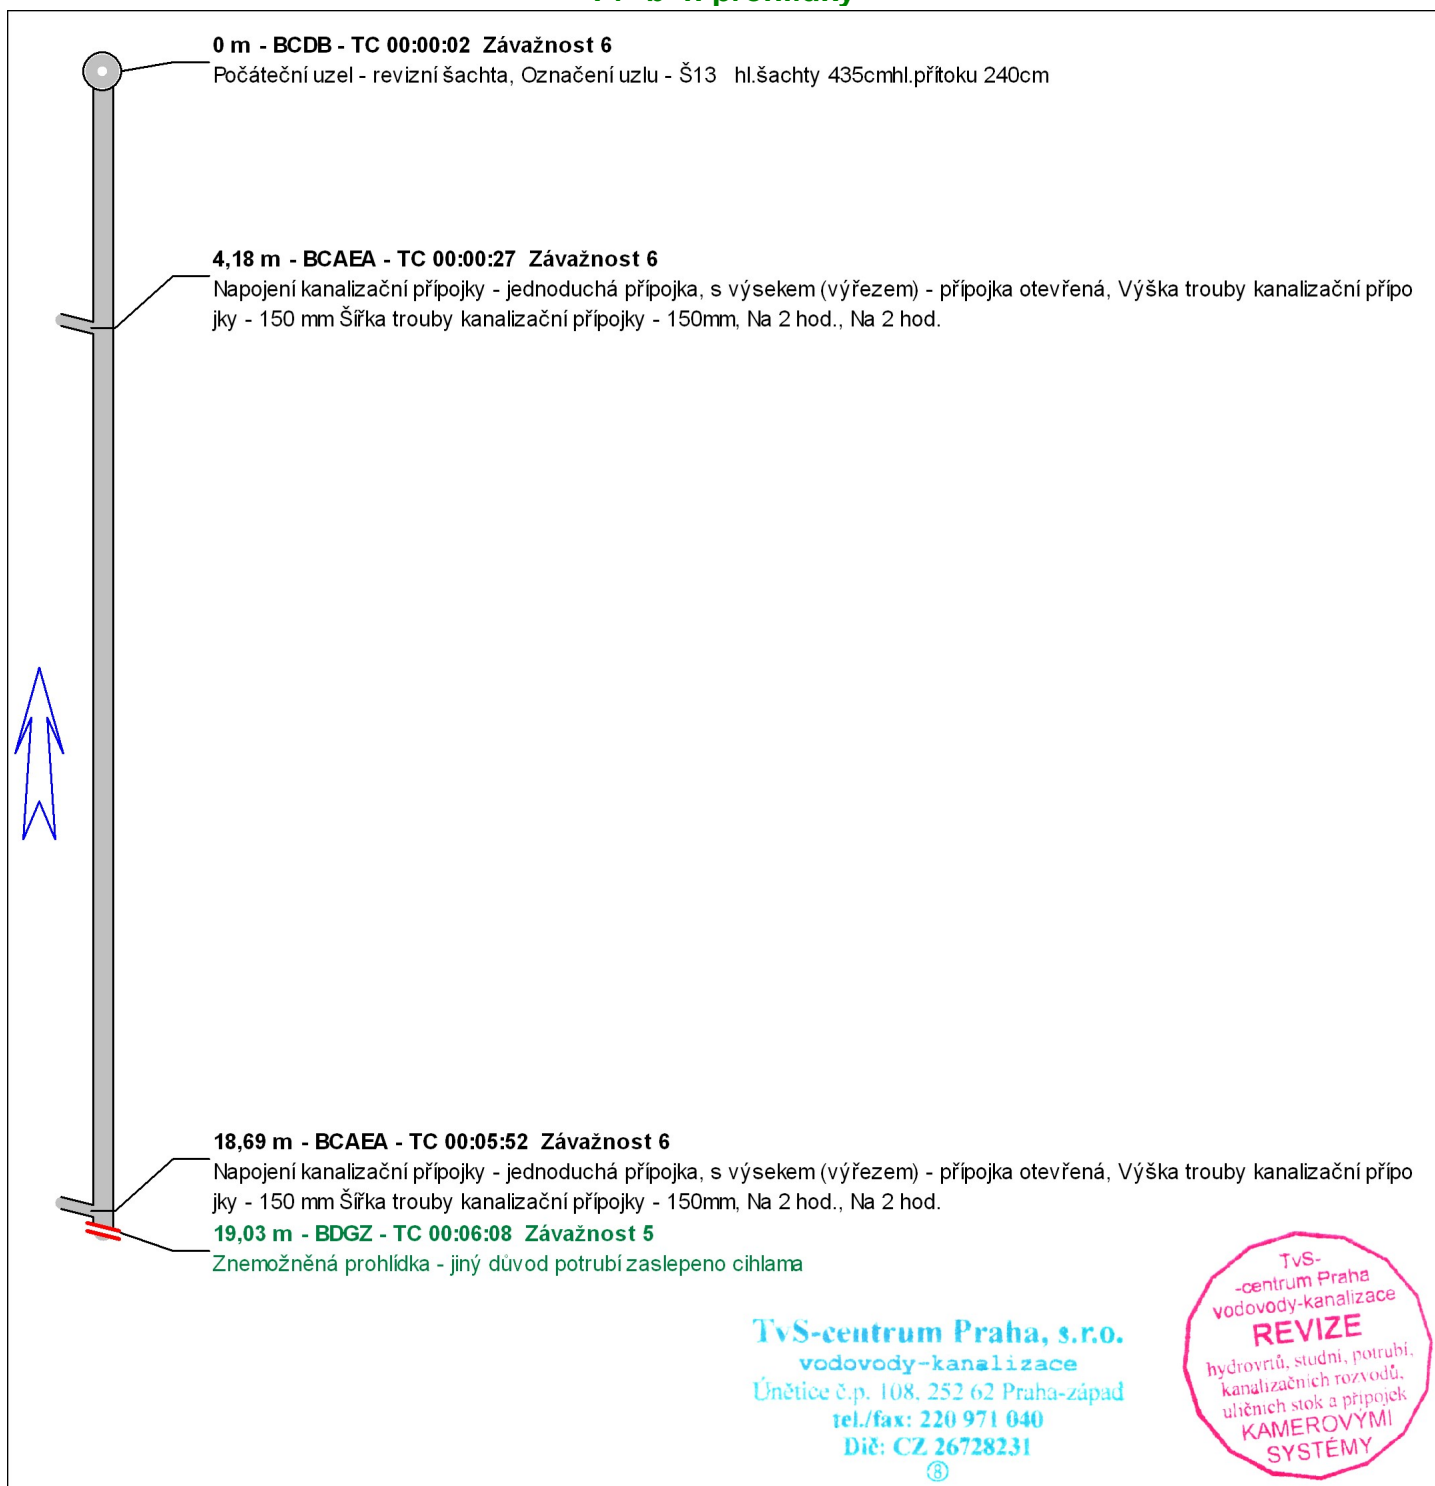 0 m - BCDB - TC 00:00:02 Závažnost 6
Počáteční uzel - revizní šachta, Označení uzlu - Š13 hl.šachty 435cmhl.přítoku 240cm
4,18 m - BCAEA - TC 00:00:27 Závažnost 6
Napojení kanalizační přípojky - jednoduchá přípojka, s výsekem (výřezem) - přípojka otevřená, Výška trouby kanalizační přípo
jky - 150 mm Šířka trouby kanalizační přípojky - 150mm, Na 2 hod., Na 2 hod.
18,69 m - BCAEA - TC 00:05:52 Závažnost 6
Napojení kanalizační přípojky - jednoduchá přípojka, s výsekem (výřezem) - přípojka otevřená, Výška trouby kanalizační přípo
jky - 150 mm Šířka trouby kanalizační přípojky - 150mm, Na 2 hod., Na 2 hod.
19,03 m - BDGZ - TC 00:06:08 Závažnost 5
Znemožněná prohlídka - jiný důvod potrubí zaslepeno cihlama
TvS-centrum Praha, s.r.o.
vodovody-kanalizace
Únětice č.p. 108, 252 62 Praha-západ
tel./fax: 220 971 040
Dič: CZ 26728231
8
TvS-
-centrum Praha
vodovody-kanalizace
REVIZE
hydrovrtů, studní, potrubí,
kanalizačních rozvodů,
uličních stok a přípojek
KAMEROVÝMI
SYSTÉMY